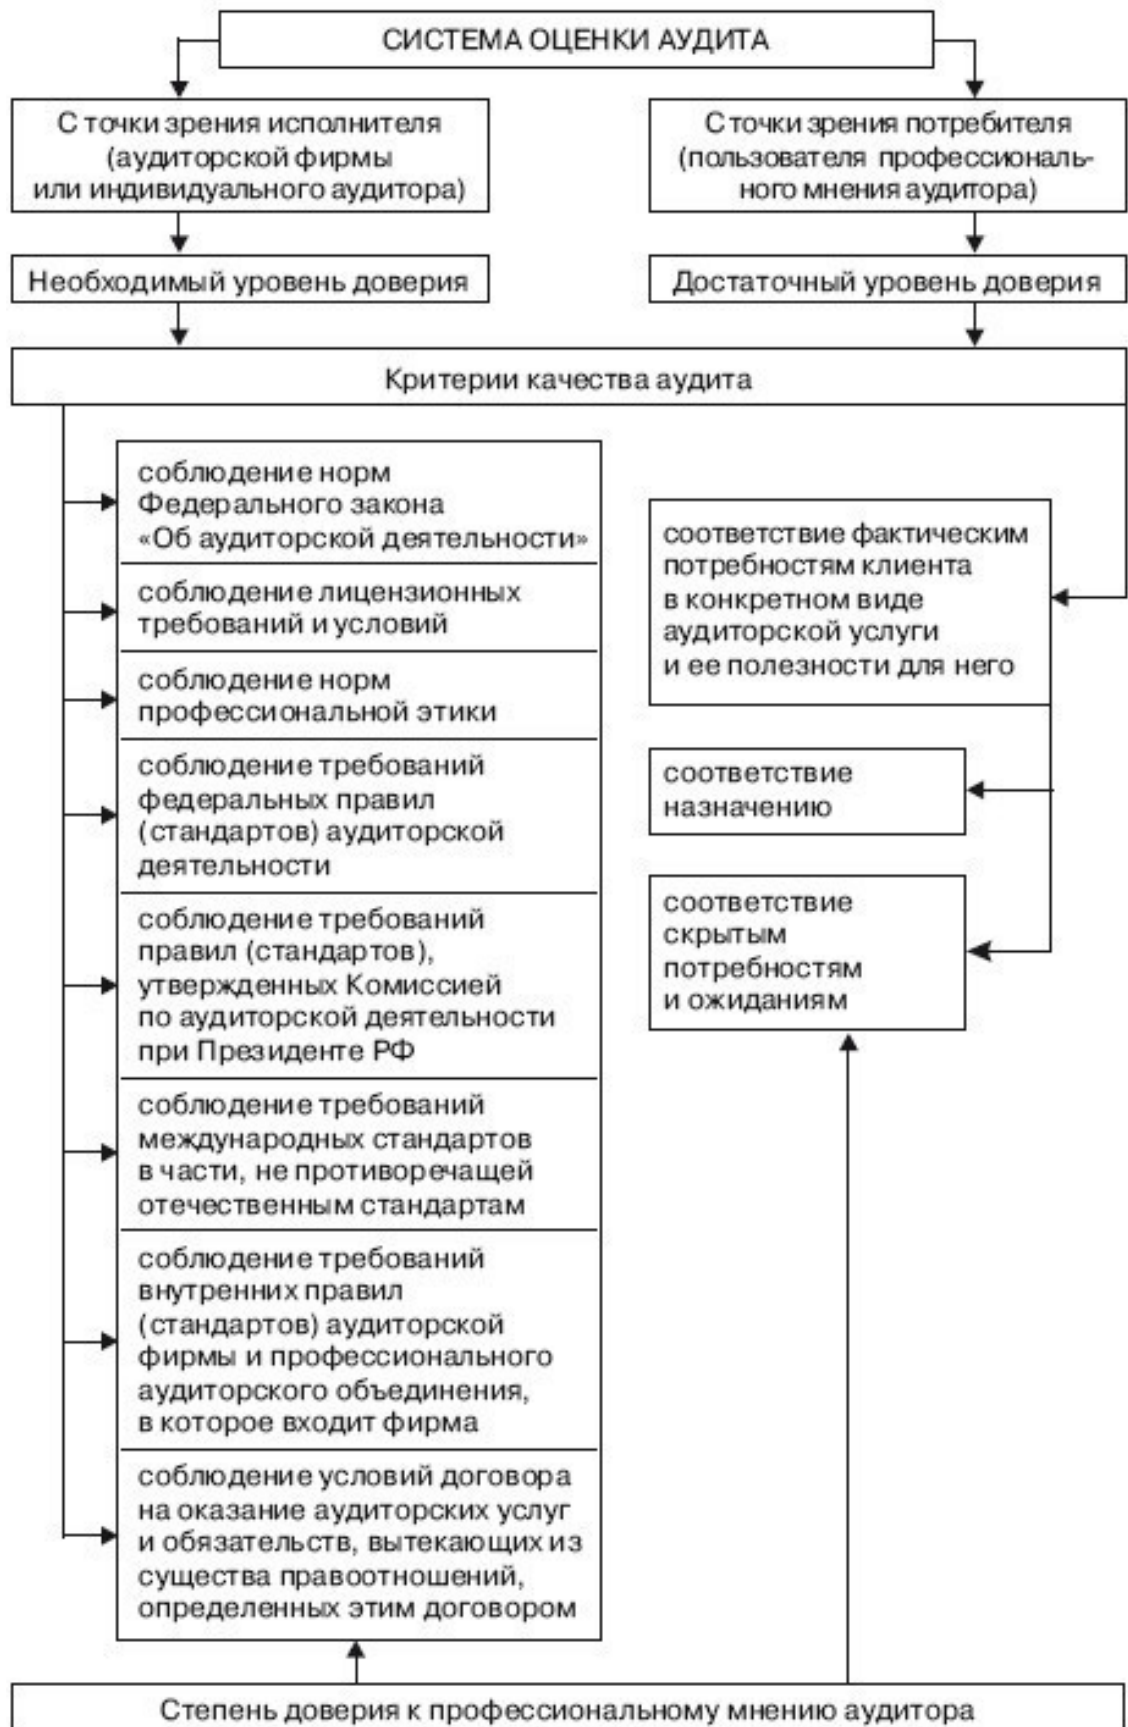 СИСТЕМА ОЦЕНКИ АУДИТА
С точки зрения исполнителя
(аудиторской фирмы
или индивидуального аудитора)
С точки зрения потребителя
(пользователя профессиональ-
ного мнения аудитора)
Необходимый уровень доверия
Достаточный уровень доверия
Критерии качества аудита
соблюдение норм
Федерального закона
«Об аудиторской деятельности»
соблюдение лицензионных
требований и условий
соблюдение норм
профессиональной этики
соблюдение требований
федеральных правил
(стандартов) аудиторской
деятельности
соблюдение требований
правил (стандартов),
утвержденных Комиссией
по аудиторской деятельности
при Президенте РФ
соблюдение требований
международных стандартов
в части, не противоречащей
отечественным стандартам
соблюдение требований
внутренних правил
(стандартов) аудиторской
фирмы и профессионального
аудиторского объединения,
в которое входит фирма
соблюдение условий договора
на оказание аудиторских услуг
и обязательств, вытекающих из
существа правоотношений,
определенных этим договором
соответствие фактическим
потребностям клиента
в конкретном виде
аудиторской услуги
и ее полезности для него
соответствие
назначению
соответствие
скрытым
потребностям
и ожиданиям
Степень доверия к профессиональному мнению аудитора